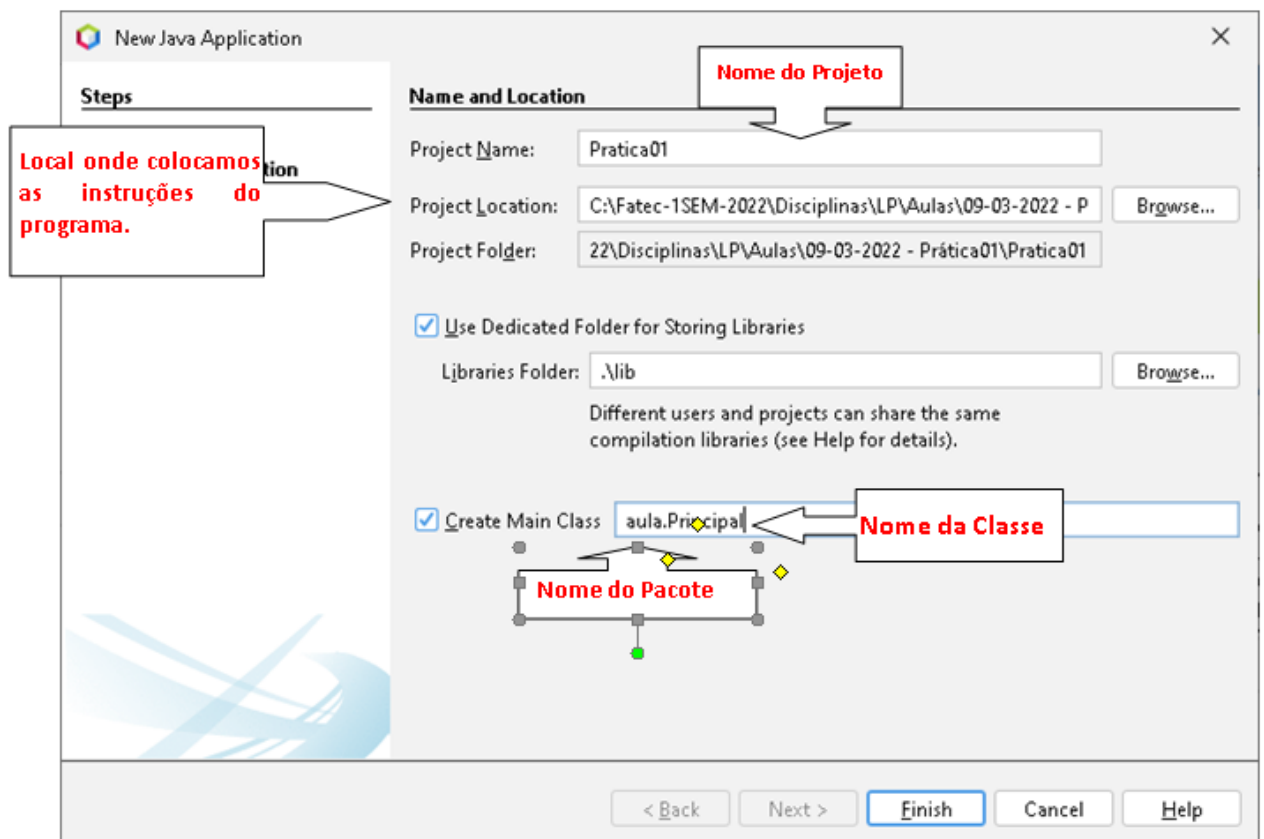 New Java Application
Nome do Projeto
Steps
Name and Location
Local onde colocamos
as instruções do
programa.
tion
Project Name: Pratica01
Project Location: C:\Fatec-1SEM-2022\Disciplinas\LP\Aulas\09-03-2022 - P Browse...
Project Folder: 22\Disciplinas\LP\Aulas\09-03-2022 - Prática01\Pratica01
Use Dedicated Folder for Storing Libraries
Libraries Folder: .\lib Browse...
Different users and projects can share the same
compilation libraries (see Help for details).
Create Main Class aula.Principal Nome da Classe
Nome do Pacote
< Back Next > Finish Cancel Help